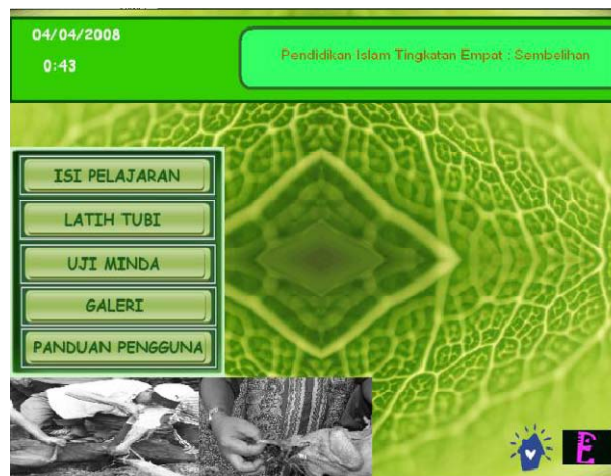 04/04/2008
0:43
Pendidikan Islam Tingkatan Empat : Sembelihan
ISI PELAJARAN
LATIH TUBI
UJI MINDA
GALERI
PANDUAN PENGGUNA